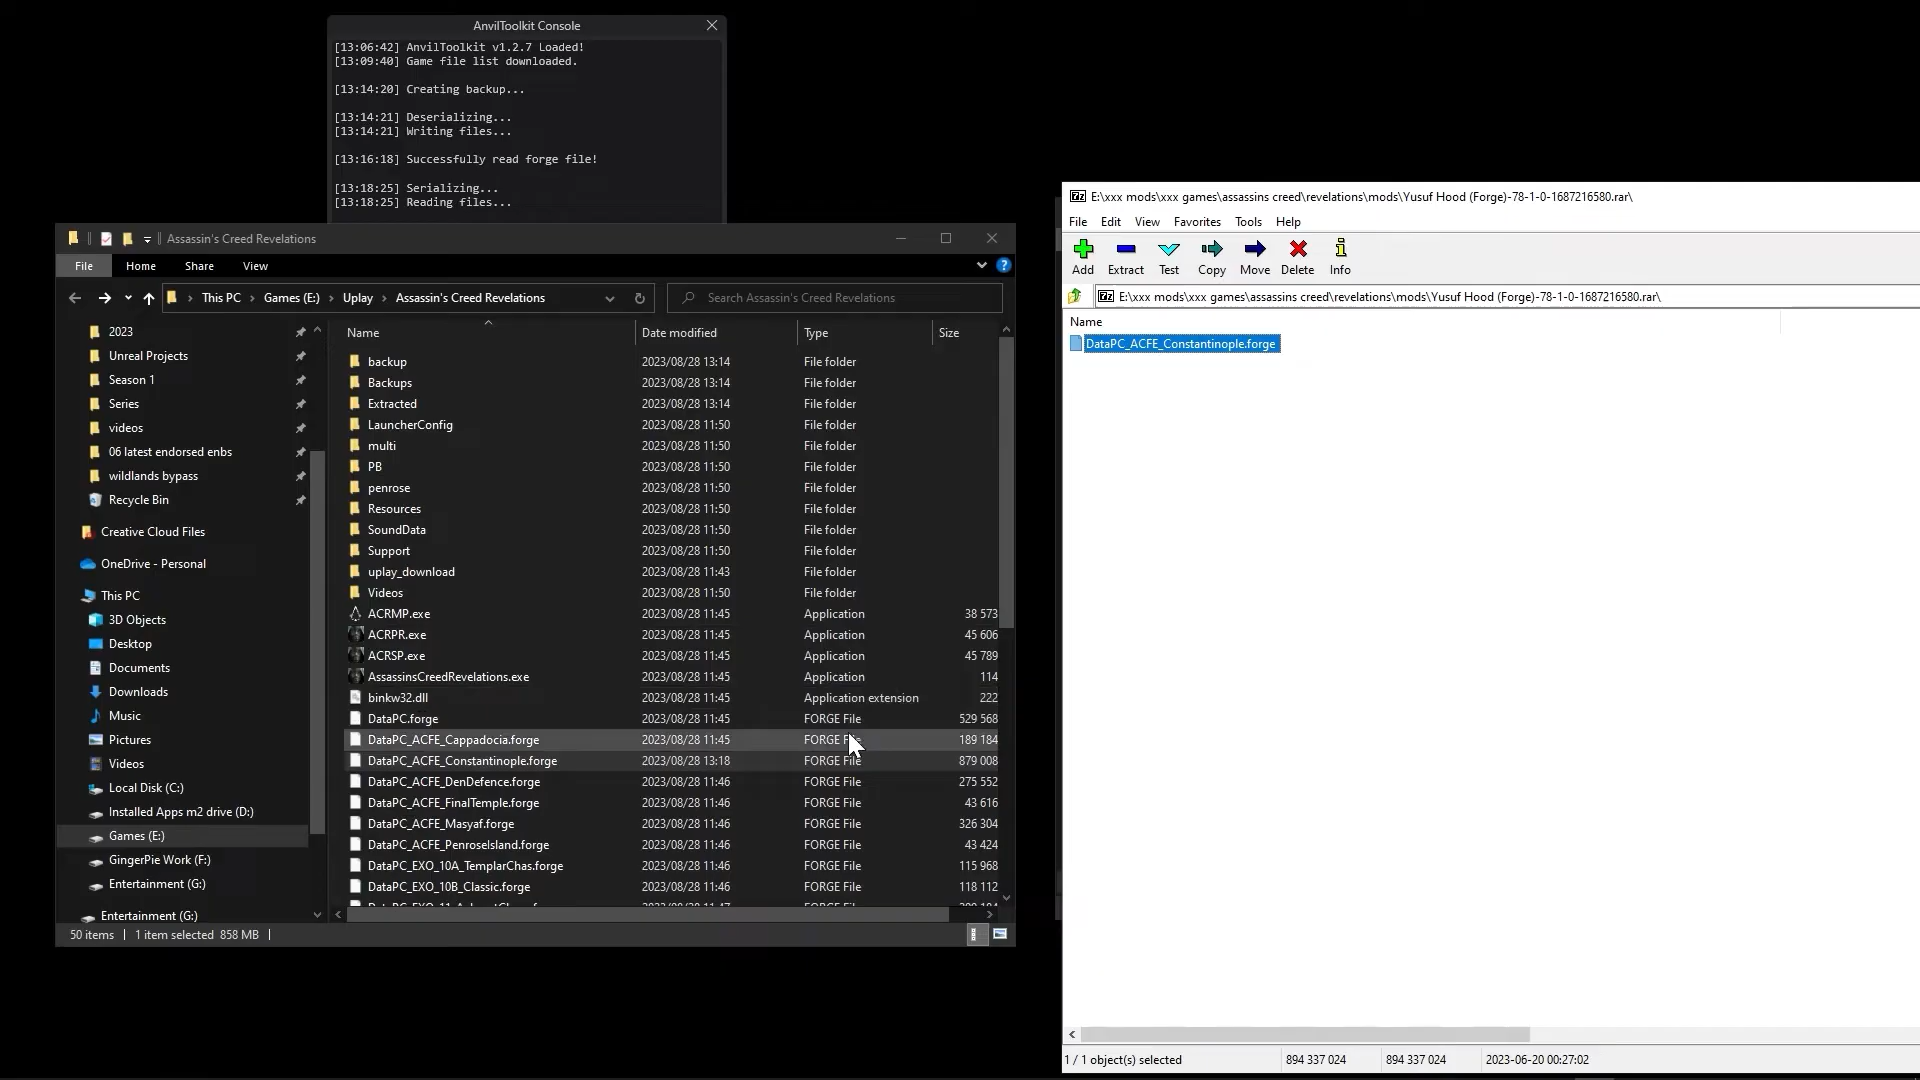 AnvilToolkit Console
[13:06:42] AnvilToolkit v1.2.7 Loaded!
[13:09:40] Game file list downloaded.
[13:14:20] Creating backup...
[13:14:21] Deserializing...
[13:14:21] Writing files...
[13:16:18] Successfully read forge file!
[13:18:25] Serializing...
[13:18:25] Reading files...
Assassin's Creed Revelations
File Home Share View
This PC Games (E:) Uplay Assassin's Creed Revelations Search Assassin's Creed Revelations
2023
Unreal Projects
Season 1
Series
videos
06 latest endorsed enbs
wildlands bypass
Recycle Bin
Creative Cloud Files
OneDrive - Personal
This PC
3D Objects
Desktop
Documents
Downloads
Music
Pictures
Videos
Local Disk (C:)
Installed Apps m2 drive (D:)
Games (E:)
GingerPie Work (F:)
Entertainment (G:)
Entertainment (G:)
Name Date modified Type Size
backup 2023/08/28 13:14 File folder
Backups 2023/08/28 13:14 File folder
Extracted 2023/08/28 13:14 File folder
LauncherConfig 2023/08/28 11:50 File folder
multi 2023/08/28 11:50 File folder
PB 2023/08/28 11:50 File folder
penrose 2023/08/28 11:50 File folder
Resources 2023/08/28 11:50 File folder
SoundData 2023/08/28 11:50 File folder
Support 2023/08/28 11:50 File folder
uplay_download 2023/08/28 11:43 File folder
Videos 2023/08/28 11:50 File folder
ACRMP.exe 2023/08/28 11:45 Application 38 573
ACRPR.exe 2023/08/28 11:45 Application 45 606
ACRSP.exe 2023/08/28 11:45 Application 45 789
AssassinsCreedRevelations.exe 2023/08/28 11:45 Application 114
binkw32.dll 2023/08/28 11:45 Application extension 222
DataPC.forge 2023/08/28 11:45 FORGE File 529 568
DataPC_ACFE_Cappadocia.forge 2023/08/28 11:45 FORGE File 189 184
DataPC_ACFE_Constantinople.forge 2023/08/28 13:18 FORGE File 879 008
DataPC_ACFE_DenDefence.forge 2023/08/28 11:46 FORGE File 275 552
DataPC_ACFE_FinalTemple.forge 2023/08/28 11:46 FORGE File 43 616
DataPC_ACFE_Masyaf.forge 2023/08/28 11:46 FORGE File 326 304
DataPC_ACFE_PenroseIsland.forge 2023/08/28 11:46 FORGE File 43 424
DataPC_EXO_10A_TemplarChas.forge 2023/08/28 11:46 FORGE File 115 968
DataPC_EXO_10B_Classic.forge 2023/08/28 11:46 FORGE File 118 112
50 items 1 item selected 858 MB
7z E:\xxx mods\xxx games\assassins creed\revelations\mods\Yusuf Hood (Forge)-78-1-0-1687216580.rar\
File Edit View Favorites Tools Help
Add Extract Test Copy Move Delete Info
7z E:\xxx mods\xxx games\assassins creed\revelations\mods\Yusuf Hood (Forge)-78-1-0-1687216580.rar\
Name
DataPC_ACFE_Constantinople.forge
1 / 1 object(s) selected 894 337 024 894 337 024 2023-06-20 00:27:02